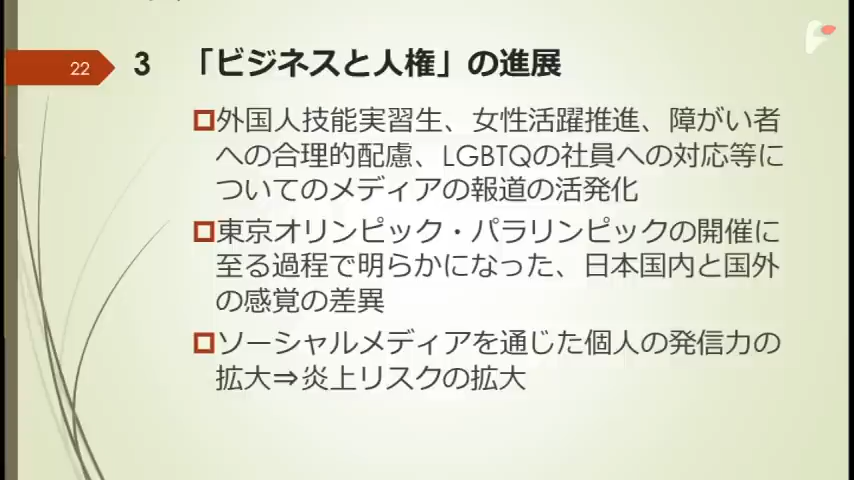 22
3 「ビジネスと人権」の進展
外国人技能実習生、女性活躍推進、障がい者
への合理的配慮、LGBTQの社員への対応等に
ついてのメディアの報道の活発化
東京オリンピック・パラリンピックの開催に
至る過程で明らかになった、日本国内と国外
の感覚の差異
ソーシャルメディアを通じた個人の発信力の
拡大⇒炎上リスクの拡大